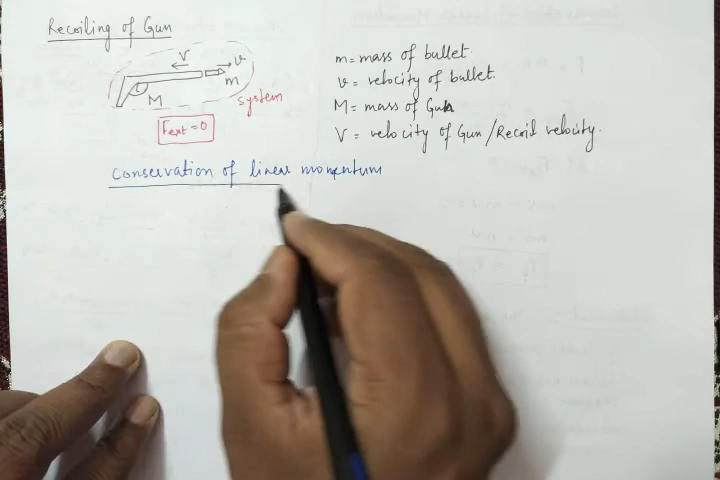 Recoiling of Gun
V
v
m
M
system
Fext = 0
m = mass of bullet.
v = velocity of bullet.
M = mass of Gun
V = velocity of Gun / Recoil velocity.
Conservation of linear momentum